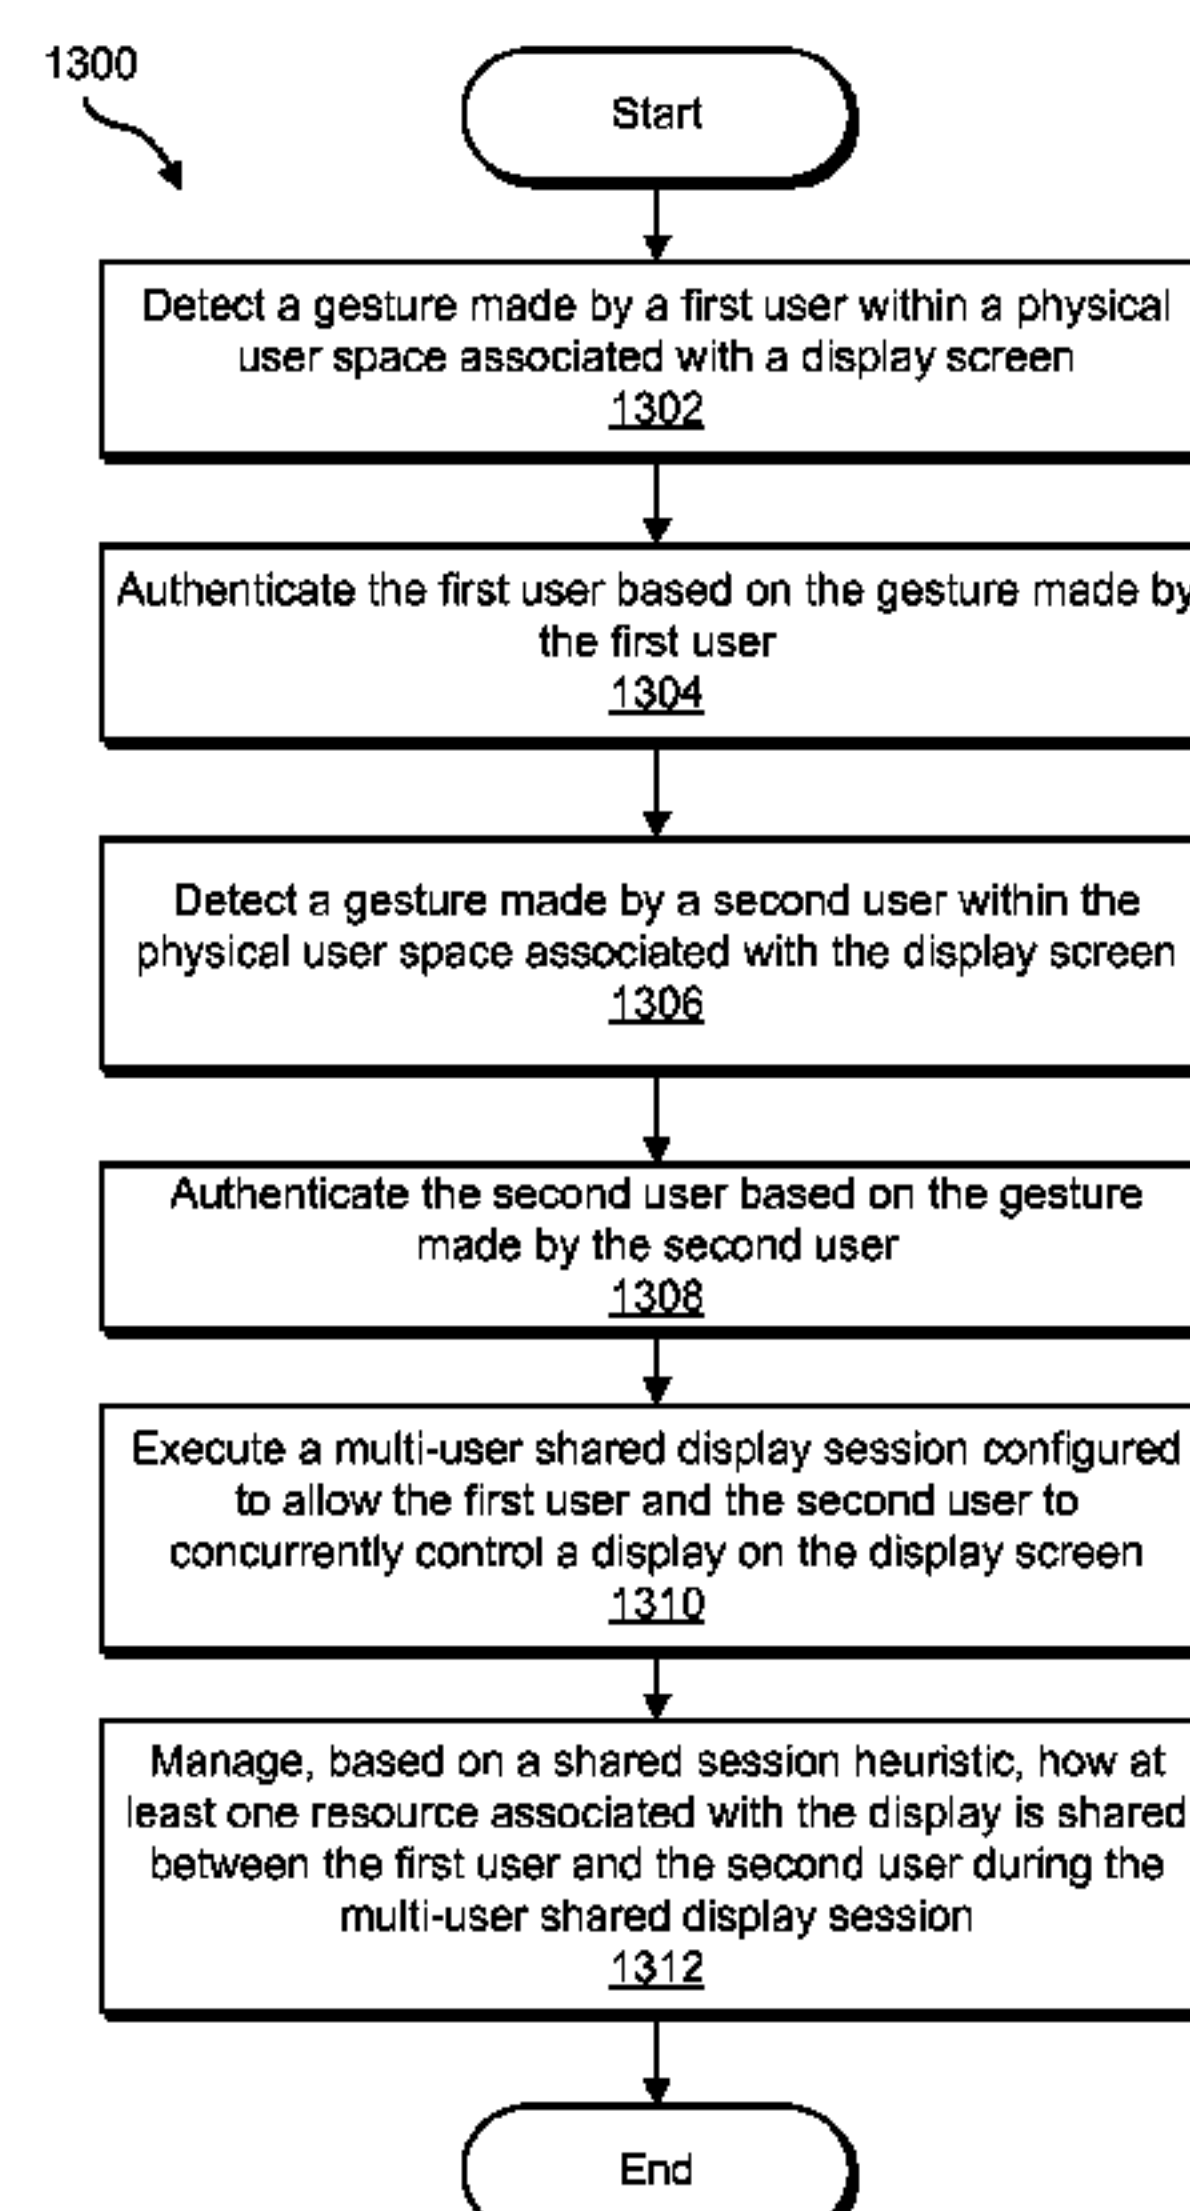 1300
Start
Detect a gesture made by a first user within a physical
user space associated with a display screen
1302
Authenticate the first user based on the gesture made by
the first user
1304
Detect a gesture made by a second user within the
physical user space associated with the display screen
1306
Authenticate the second user based on the gesture
made by the second user
1308
Execute a multi-user shared display session configured
to allow the first user and the second user to
concurrently control a display on the display screen
1310
Manage, based on a shared session heuristic, how at
least one resource associated with the display is shared
between the first user and the second user during the
multi-user shared display session
1312
End